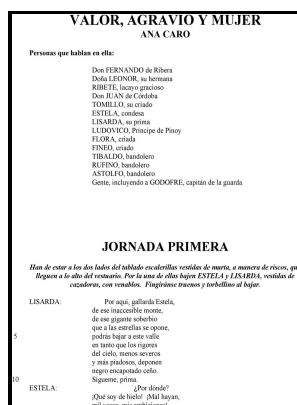 VALOR, AGRAVIO Y MUJER
ANA CARO
Personas que hablan en ella:
Don FERNANDO de Ribera
Doña LEONOR, su hermana
RIBETE, lacayo gracioso
Don JUAN de Córdoba
TOMILLO, su criado
ESTELA, condesa
LISARDA, su prima
LUDOVICO, Príncipe de Pinoy
FLORA, criada
FINEO, criado
TIBALDO, bandolero
RUFINO, bandolero
ASTOLFO, bandolero
Gente, incluyendo a GODOFRE, capitán de la guarda
JORNADA PRIMERA
Han de estar a los dos lados del tablado escalerillas vestidas de murta, a manera de riscos, que
lleguen a lo alto del vestuario. Por la una de ellas bajen ESTELA y LISARDA, vestidas de
cazadoras, con venablos. Fingiránse truenos y torbellino al bajar.
LISARDA: Por aquí, gallarda Estela,
de ese inaccesible monte,
de ese gigante soberbio
que a las estrellas se opone,
5 podrás bajar a este valle
en tanto que los rigores
del cielo, menos severos
y más piadosos, deponen
negro encapotado ceño.
10 Sígueme, prima.
ESTELA: ¿Por dónde?
¡Qué soy de hielo! ¡Mal hayan,
mil veces, mis ambiciones!